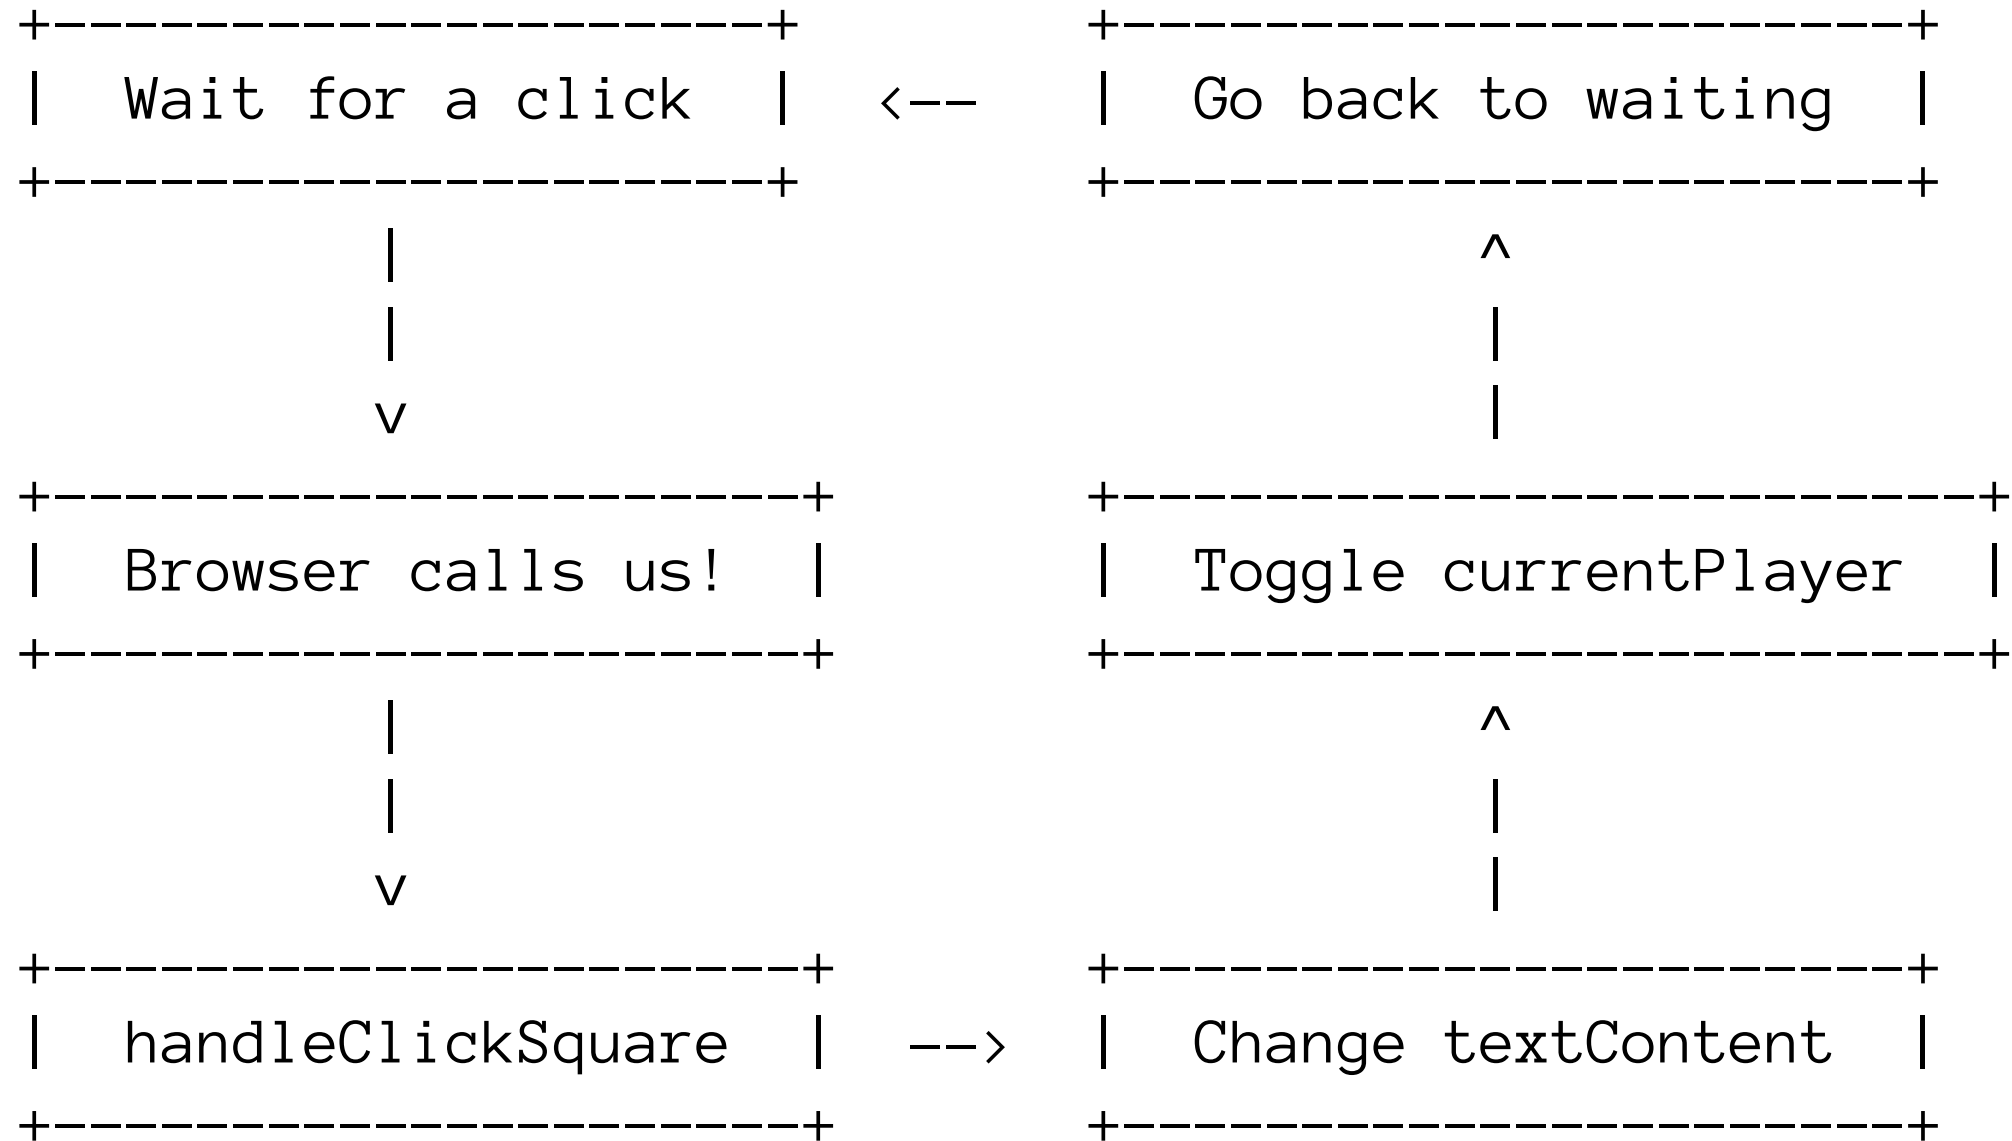 +--------------------+        +-----------------------+
|  Wait for a click  |  <--   |  Go back to waiting   |
+--------------------+        +-----------------------+
          |                              ^
          |                              |
          v                              |
+---------------------+       +-------------------------+
|  Browser calls us!  |       |  Toggle currentPlayer   |
+---------------------+       +-------------------------+
          |                              ^
          |                              |
          v                              |
+---------------------+       +-----------------------+
|  handleClickSquare  |  -->  |  Change textContent   |
+---------------------+       +-----------------------+